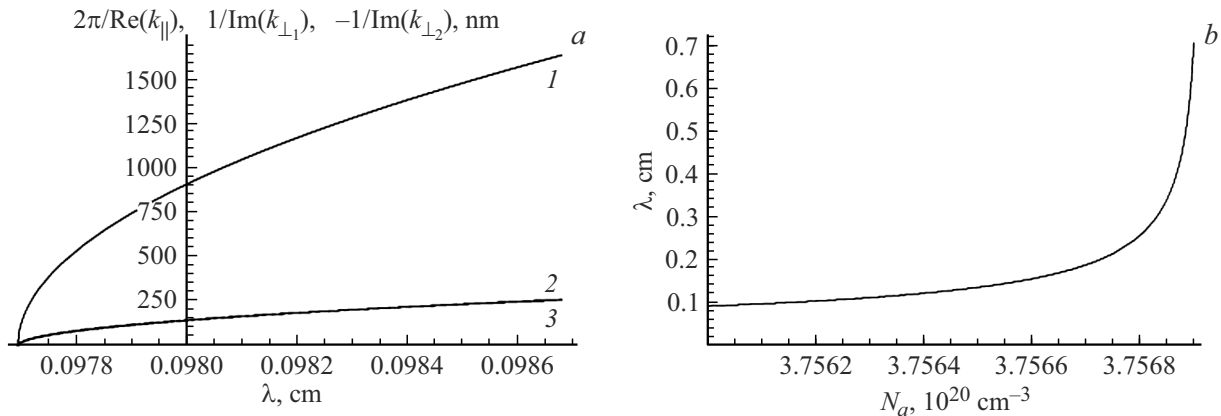 2π/Re(k||), 1/Im(k⊥1), –1/Im(k⊥2), nm
a
1500
1250
1000
750
500
250
1
2
3
0.0978 0.0980 0.0982 0.0984 0.0986
λ, cm
b
0.7
0.6
0.5
0.4
0.3
0.2
0.1
λ, cm
3.7562 3.7564 3.7566 3.7568
Na, 10²⁰ cm⁻³